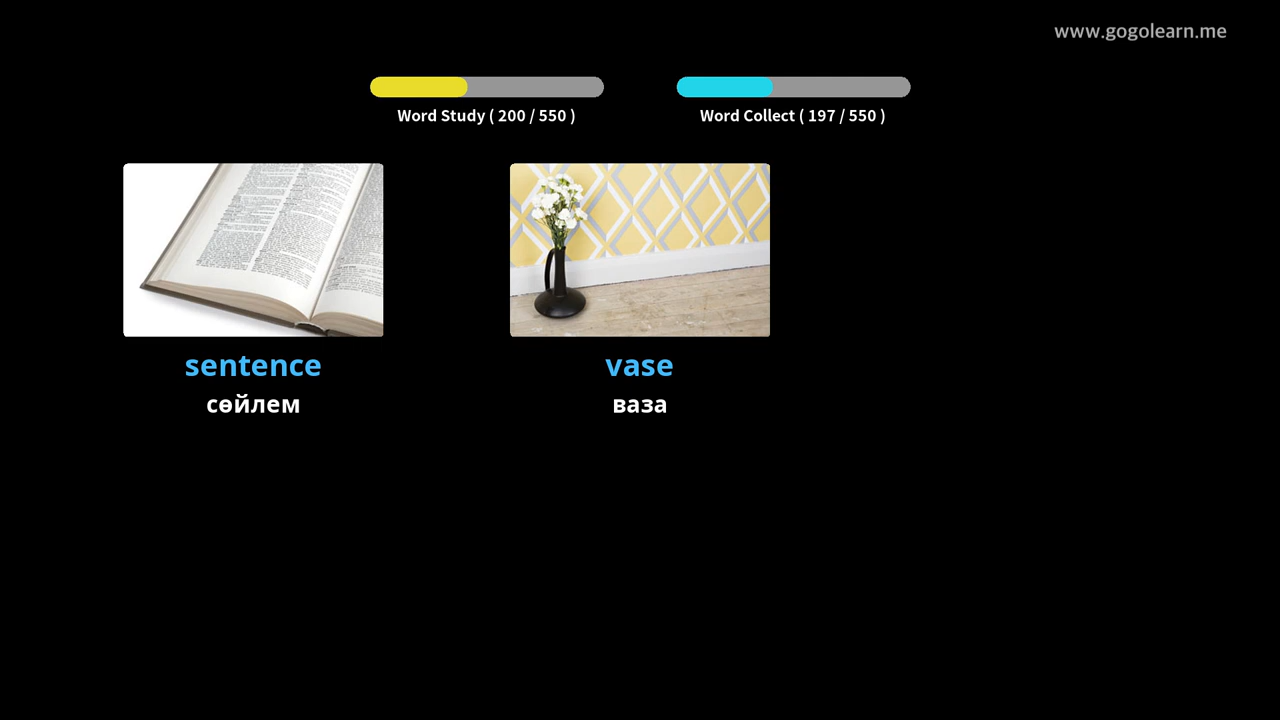 www.gogolearn.me
Word Study ( 200 / 550 )
Word Collect ( 197 / 550 )
sentence
сөйлем
vase
ваза